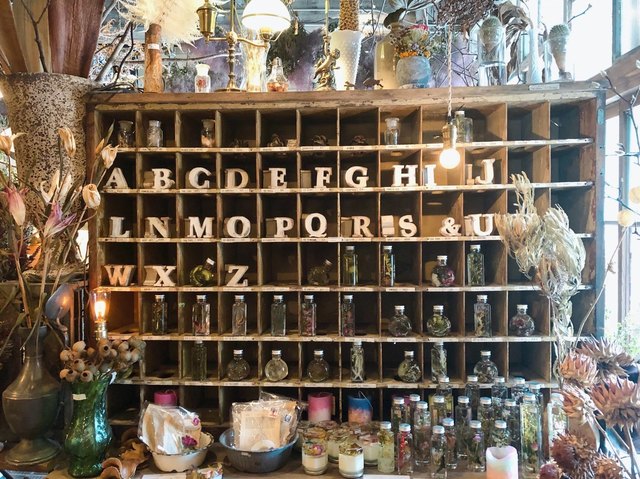 A B C D E F G H I J
L N M O P Q R S & U
W X Z